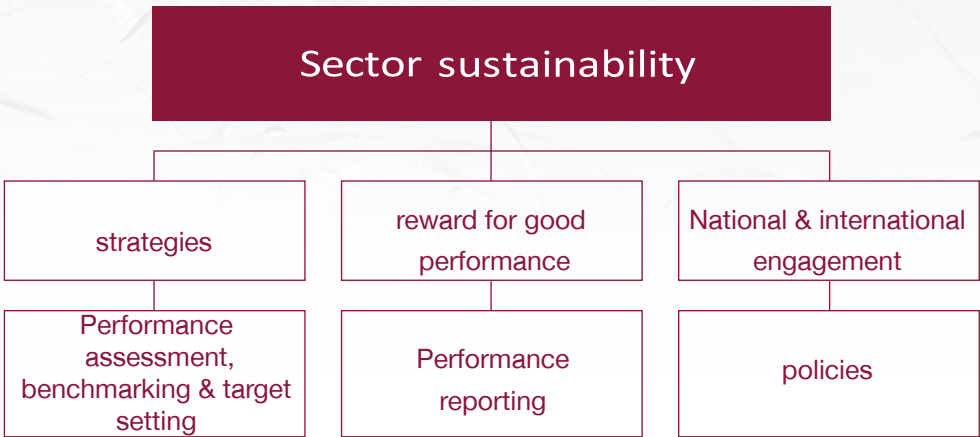 Sector sustainability
strategies
reward for good
performance
National & international
engagement
Performance
assessment,
benchmarking & target
setting
Performance
reporting
policies